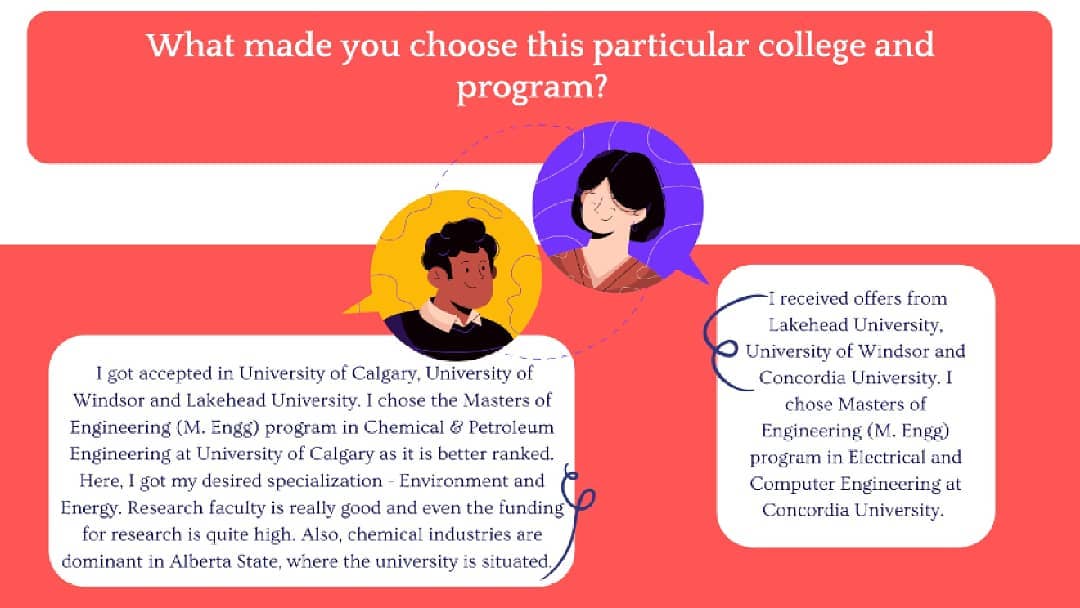 What made you choose this particular college and
program?
I got accepted in University of Calgary, University of
Windsor and Lakehead University. I chose the Masters of
Engineering (M. Engg) program in Chemical & Petroleum
Engineering at University of Calgary as it is better ranked.
Here, I got my desired specialization - Environment and
Energy. Research faculty is really good and even the funding
for research is quite high. Also, chemical industries are
dominant in Alberta State, where the university is situated.
I received offers from
Lakehead University,
University of Windsor and
Concordia University. I
chose Masters of
Engineering (M. Engg)
program in Electrical and
Computer Engineering at
Concordia University.